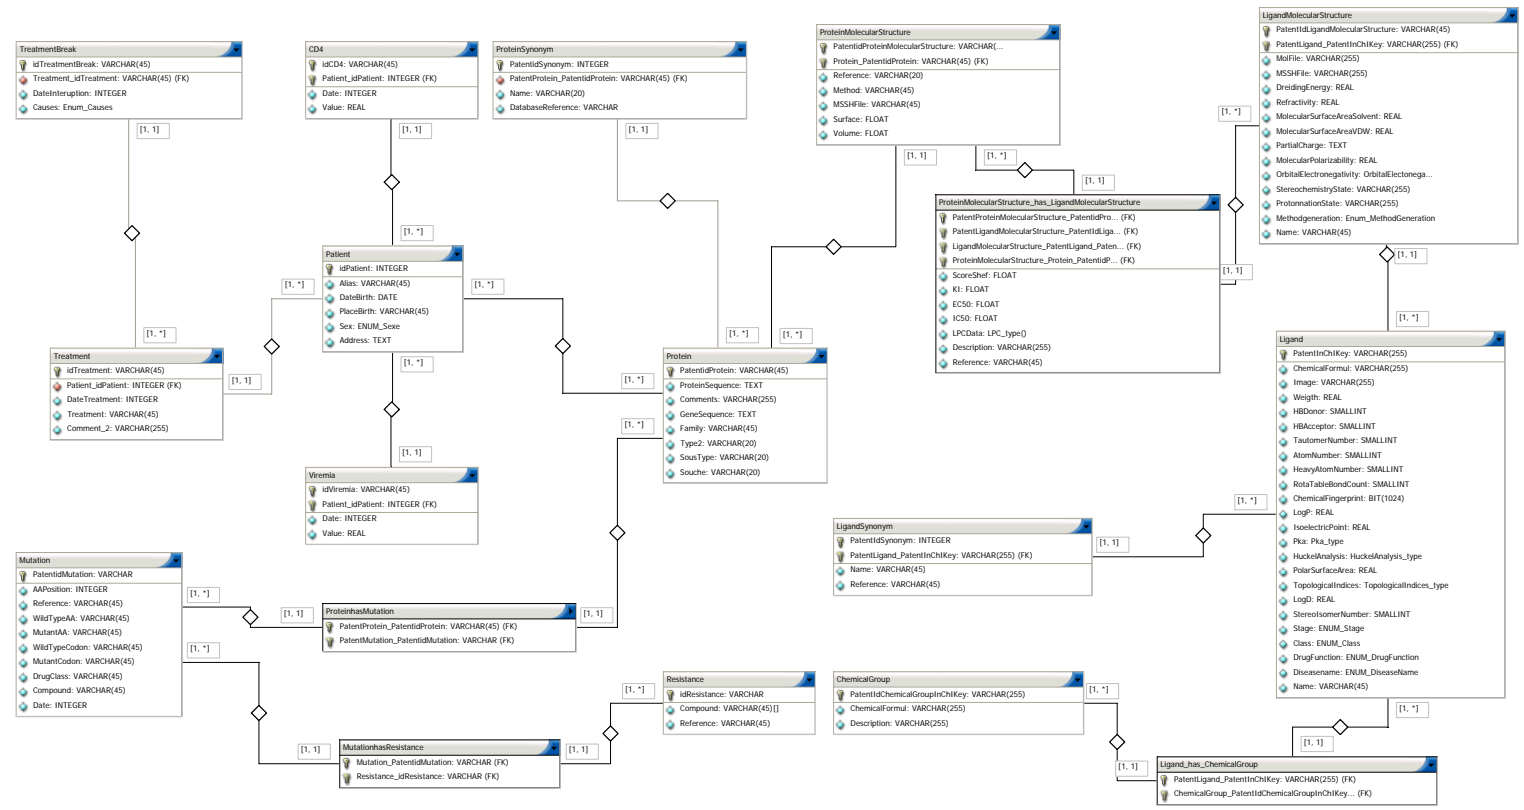 TreatmentBreak
idTreatmentBreak: VARCHAR(45)
Treatment_idTreatment: VARCHAR(45) (FK)
DateInteruption: INTEGER
Causes: Enum_Causes
[1, 1]
CD4
idCD4: VARCHAR(45)
Patient_idPatient: INTEGER (FK)
Date: INTEGER
Value: REAL
[1, 1]
ProteinSynonym
PatentidSynonym: INTEGER
PatentProtein_PatentidProtein: VARCHAR(45) (FK)
Name: VARCHAR(20)
DatabaseReference: VARCHAR
[1, 1]
ProteinMolecularStructure
PatentidProteinMolecularStructure: VARCHAR(...
Protein_PatentidProtein: VARCHAR(45) (FK)
Reference: VARCHAR(20)
Method: VARCHAR(45)
MSSHFile: VARCHAR(45)
Surface: FLOAT
Volume: FLOAT
[1, 1]
[1, *]
[1, 1]
LigandMolecularStructure
PatentIdLigandMolecularStructure: VARCHAR(45)
PatentLigand_PatentInChIKey: VARCHAR(255) (FK)
MolFile: VARCHAR(255)
MSSHFile: VARCHAR(255)
DreidingEnergy: REAL
Refractivity: REAL
MolecularSurfaceAreaSolvent: REAL
MolecularSurfaceAreaVDW: REAL
PartialCharge: TEXT
MolecularPolarizability: REAL
OrbitalElectronegativity: OrbitalElectonega...
StereochemistryState: VARCHAR(255)
ProtonnationState: VARCHAR(255)
Methodgeneration: Enum_MethodGeneration
Name: VARCHAR(45)
[1, *]
[1, 1]
ProteinMolecularStructure_has_LigandMolecularStructure
PatentProteinMolecularStructure_PatentidPro... (FK)
PatentLigandMolecularStructure_PatentIdLiga... (FK)
LigandMolecularStructure_PatentLigand_Paten... (FK)
ProteinMolecularStructure_Protein_PatentidP... (FK)
ScoreShef: FLOAT
KI: FLOAT
EC50: FLOAT
IC50: FLOAT
LPCData: LPC_type()
Description: VARCHAR(255)
Reference: VARCHAR(45)
[1, 1]
[1, *]
Patient
idPatient: INTEGER
Alias: VARCHAR(45)
DateBirth: DATE
PlaceBirth: VARCHAR(45)
Sex: ENUM_Sexe
Address: TEXT
[1, *]
[1, *]
[1, *]
[1, *]
Treatment
idTreatment: VARCHAR(45)
Patient_idPatient: INTEGER (FK)
DateTreatment: INTEGER
Treatment: VARCHAR(45)
Comment_2: VARCHAR(255)
[1, 1]
[1, *]
[1, *]
Protein
PatentidProtein: VARCHAR(45)
ProteinSequence: TEXT
Comments: VARCHAR(255)
GeneSequence: TEXT
Family: VARCHAR(45)
Type2: VARCHAR(20)
SousType: VARCHAR(20)
Souche: VARCHAR(20)
[1, *]
[1, *]
[1, *]
Ligand
PatentInChIKey: VARCHAR(255)
ChemicalFormul: VARCHAR(255)
Image: VARCHAR(255)
Weigth: REAL
HBDonor: SMALLINT
HBAcceptor: SMALLINT
TautomerNumber: SMALLINT
AtomNumber: SMALLINT
HeavyAtomNumber: SMALLINT
RotaTableBondCount: SMALLINT
ChemicalFingerprint: BIT(1024)
LogP: REAL
IsoelectricPoint: REAL
Pka: Pka_type
HuckelAnalysis: HuckelAnalysis_type
PolarSurfaceArea: REAL
TopologicalIndices: TopologicalIndices_type
LogD: REAL
StereoIsomerNumber: SMALLINT
Stage: ENUM_Stage
Class: ENUM_Class
DrugFunction: ENUM_DrugFunction
Diseasename: ENUM_DiseaseName
Name: VARCHAR(45)
[1, *]
[1, *]
[1, 1]
Viremia
idViremia: VARCHAR(45)
Patient_idPatient: INTEGER (FK)
Date: INTEGER
Value: REAL
LigandSynonym
PatentIdSynonym: INTEGER
PatentLigand_PatentInChIKey: VARCHAR(255) (FK)
Name: VARCHAR(45)
Reference: VARCHAR(45)
[1, 1]
Mutation
PatentidMutation: VARCHAR
AAPosition: INTEGER
Reference: VARCHAR(45)
WildTypeAA: VARCHAR(45)
MutantAA: VARCHAR(45)
WildTypeCodon: VARCHAR(45)
MutantCodon: VARCHAR(45)
DrugClass: VARCHAR(45)
Compound: VARCHAR(45)
Date: INTEGER
[1, *]
[1, *]
[1, 1]
ProteinhasMutation
PatentProtein_PatentidProtein: VARCHAR(45) (FK)
PatentMutation_PatentidMutation: VARCHAR (FK)
[1, 1]
[1, *]
Resistance
idResistance: VARCHAR
Compound: VARCHAR(45)[]
Reference: VARCHAR(45)
ChemicalGroup
PatentIdChemicalGroupInChIKey: VARCHAR(255)
ChemicalFormul: VARCHAR(255)
Description: VARCHAR(255)
[1, *]
[1, 1]
MutationhasResistance
Mutation_PatentidMutation: VARCHAR (FK)
Resistance_idResistance: VARCHAR (FK)
[1, 1]
[1, 1]
[1, 1]
Ligand_has_ChemicalGroup
PatentLigand_PatentInChIKey: VARCHAR(255) (FK)
ChemicalGroup_PatentIdChemicalGroupInChIKey... (FK)